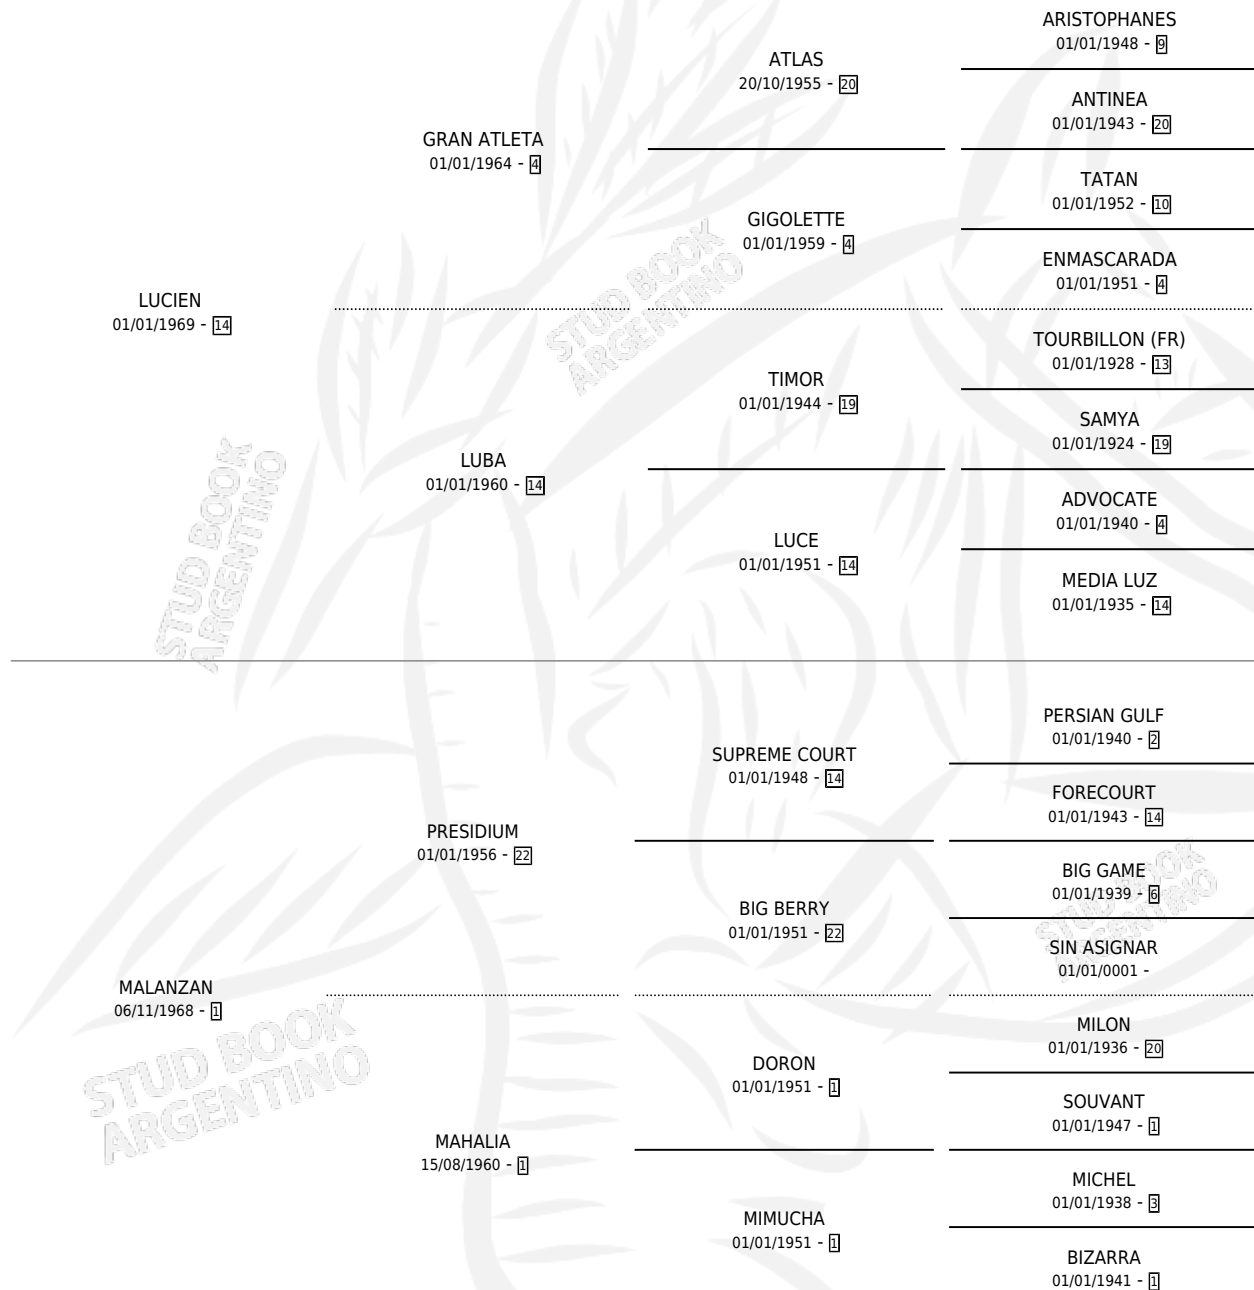 ARISTOPHANES
01/01/1948 - 9
ATLAS
20/10/1955 - 20
ANTINEA
01/01/1943 - 20
GRAN ATLETA
01/01/1964 - 4
TATAN
01/01/1952 - 10
GIGOLETTE
01/01/1959 - 4
ENMASCARADA
01/01/1951 - 4
LUCIEN
01/01/1969 - 14
TOURBILLON (FR)
01/01/1928 - 13
TIMOR
01/01/1944 - 19
SAMYA
01/01/1924 - 19
LUBA
01/01/1960 - 14
ADVOCATE
01/01/1940 - 4
LUCE
01/01/1951 - 14
MEDIA LUZ
01/01/1935 - 14
PERSIAN GULF
01/01/1940 - 2
SUPREME COURT
01/01/1948 - 14
FORECOURT
01/01/1943 - 14
PRESIDIUM
01/01/1956 - 22
BIG GAME
01/01/1939 - 6
BIG BERRY
01/01/1951 - 22
SIN ASIGNAR
01/01/0001 -
MALANZAN
06/11/1968 - 1
MILON
01/01/1936 - 20
DORON
01/01/1951 - 1
SOUVANT
01/01/1947 - 1
MAHALIA
15/08/1960 - 1
MICHEL
01/01/1938 - 3
MIMUCHA
01/01/1951 - 1
BIZARRA
01/01/1941 - 1
STUD BOOK
ARGENTINO
STUD BOOK
ARGENTINO
STUD BOOK
ARGENTINO
STUD BOOK
ARGENTINO